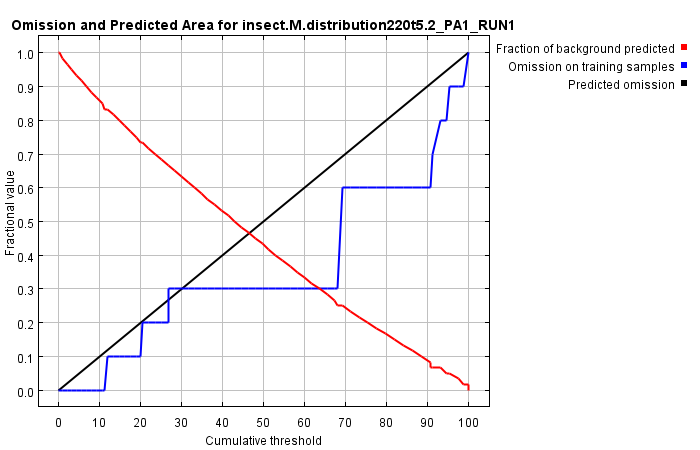 Omission and Predicted Area for insect.M.distribution220t5.2_PA1_RUN1
Fraction of background predicted
Omission on training samples
Predicted omission
Fractional value
1.0
0.9
0.8
0.7
0.6
0.5
0.4
0.3
0.2
0.1
0.0
0 10 20 30 40 50 60 70 80 90 100
Cumulative threshold